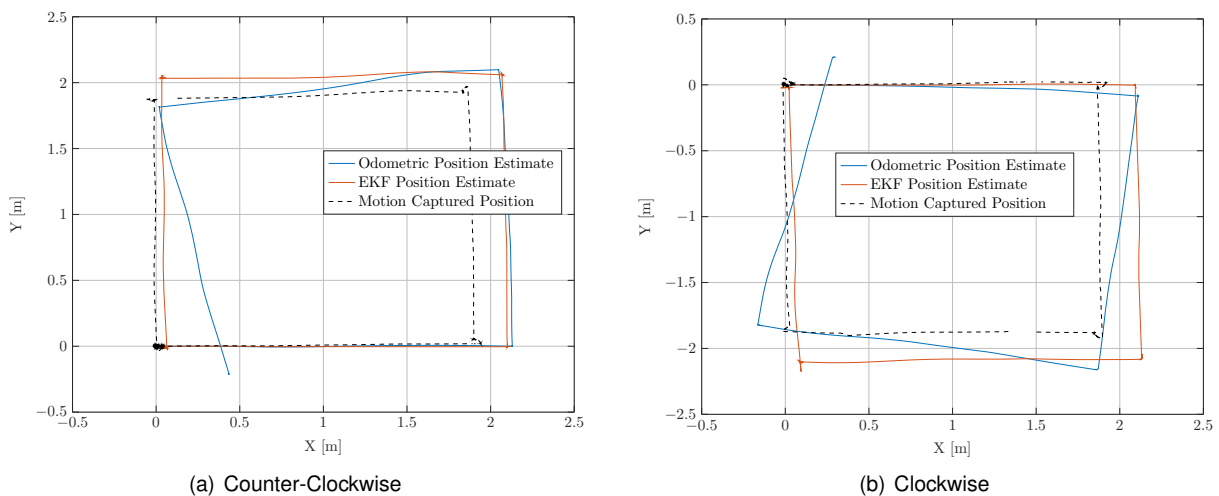 2.5
2
1.5
1
0.5
0
−0.5
Y [m]
−0.5 0 0.5 1 1.5 2 2.5
X [m]
Odometric Position Estimate
EKF Position Estimate
Motion Captured Position
(a) Counter-Clockwise
0.5
0
−0.5
−1
−1.5
−2
−2.5
Y [m]
−0.5 0 0.5 1 1.5 2 2.5
X [m]
Odometric Position Estimate
EKF Position Estimate
Motion Captured Position
(b) Clockwise